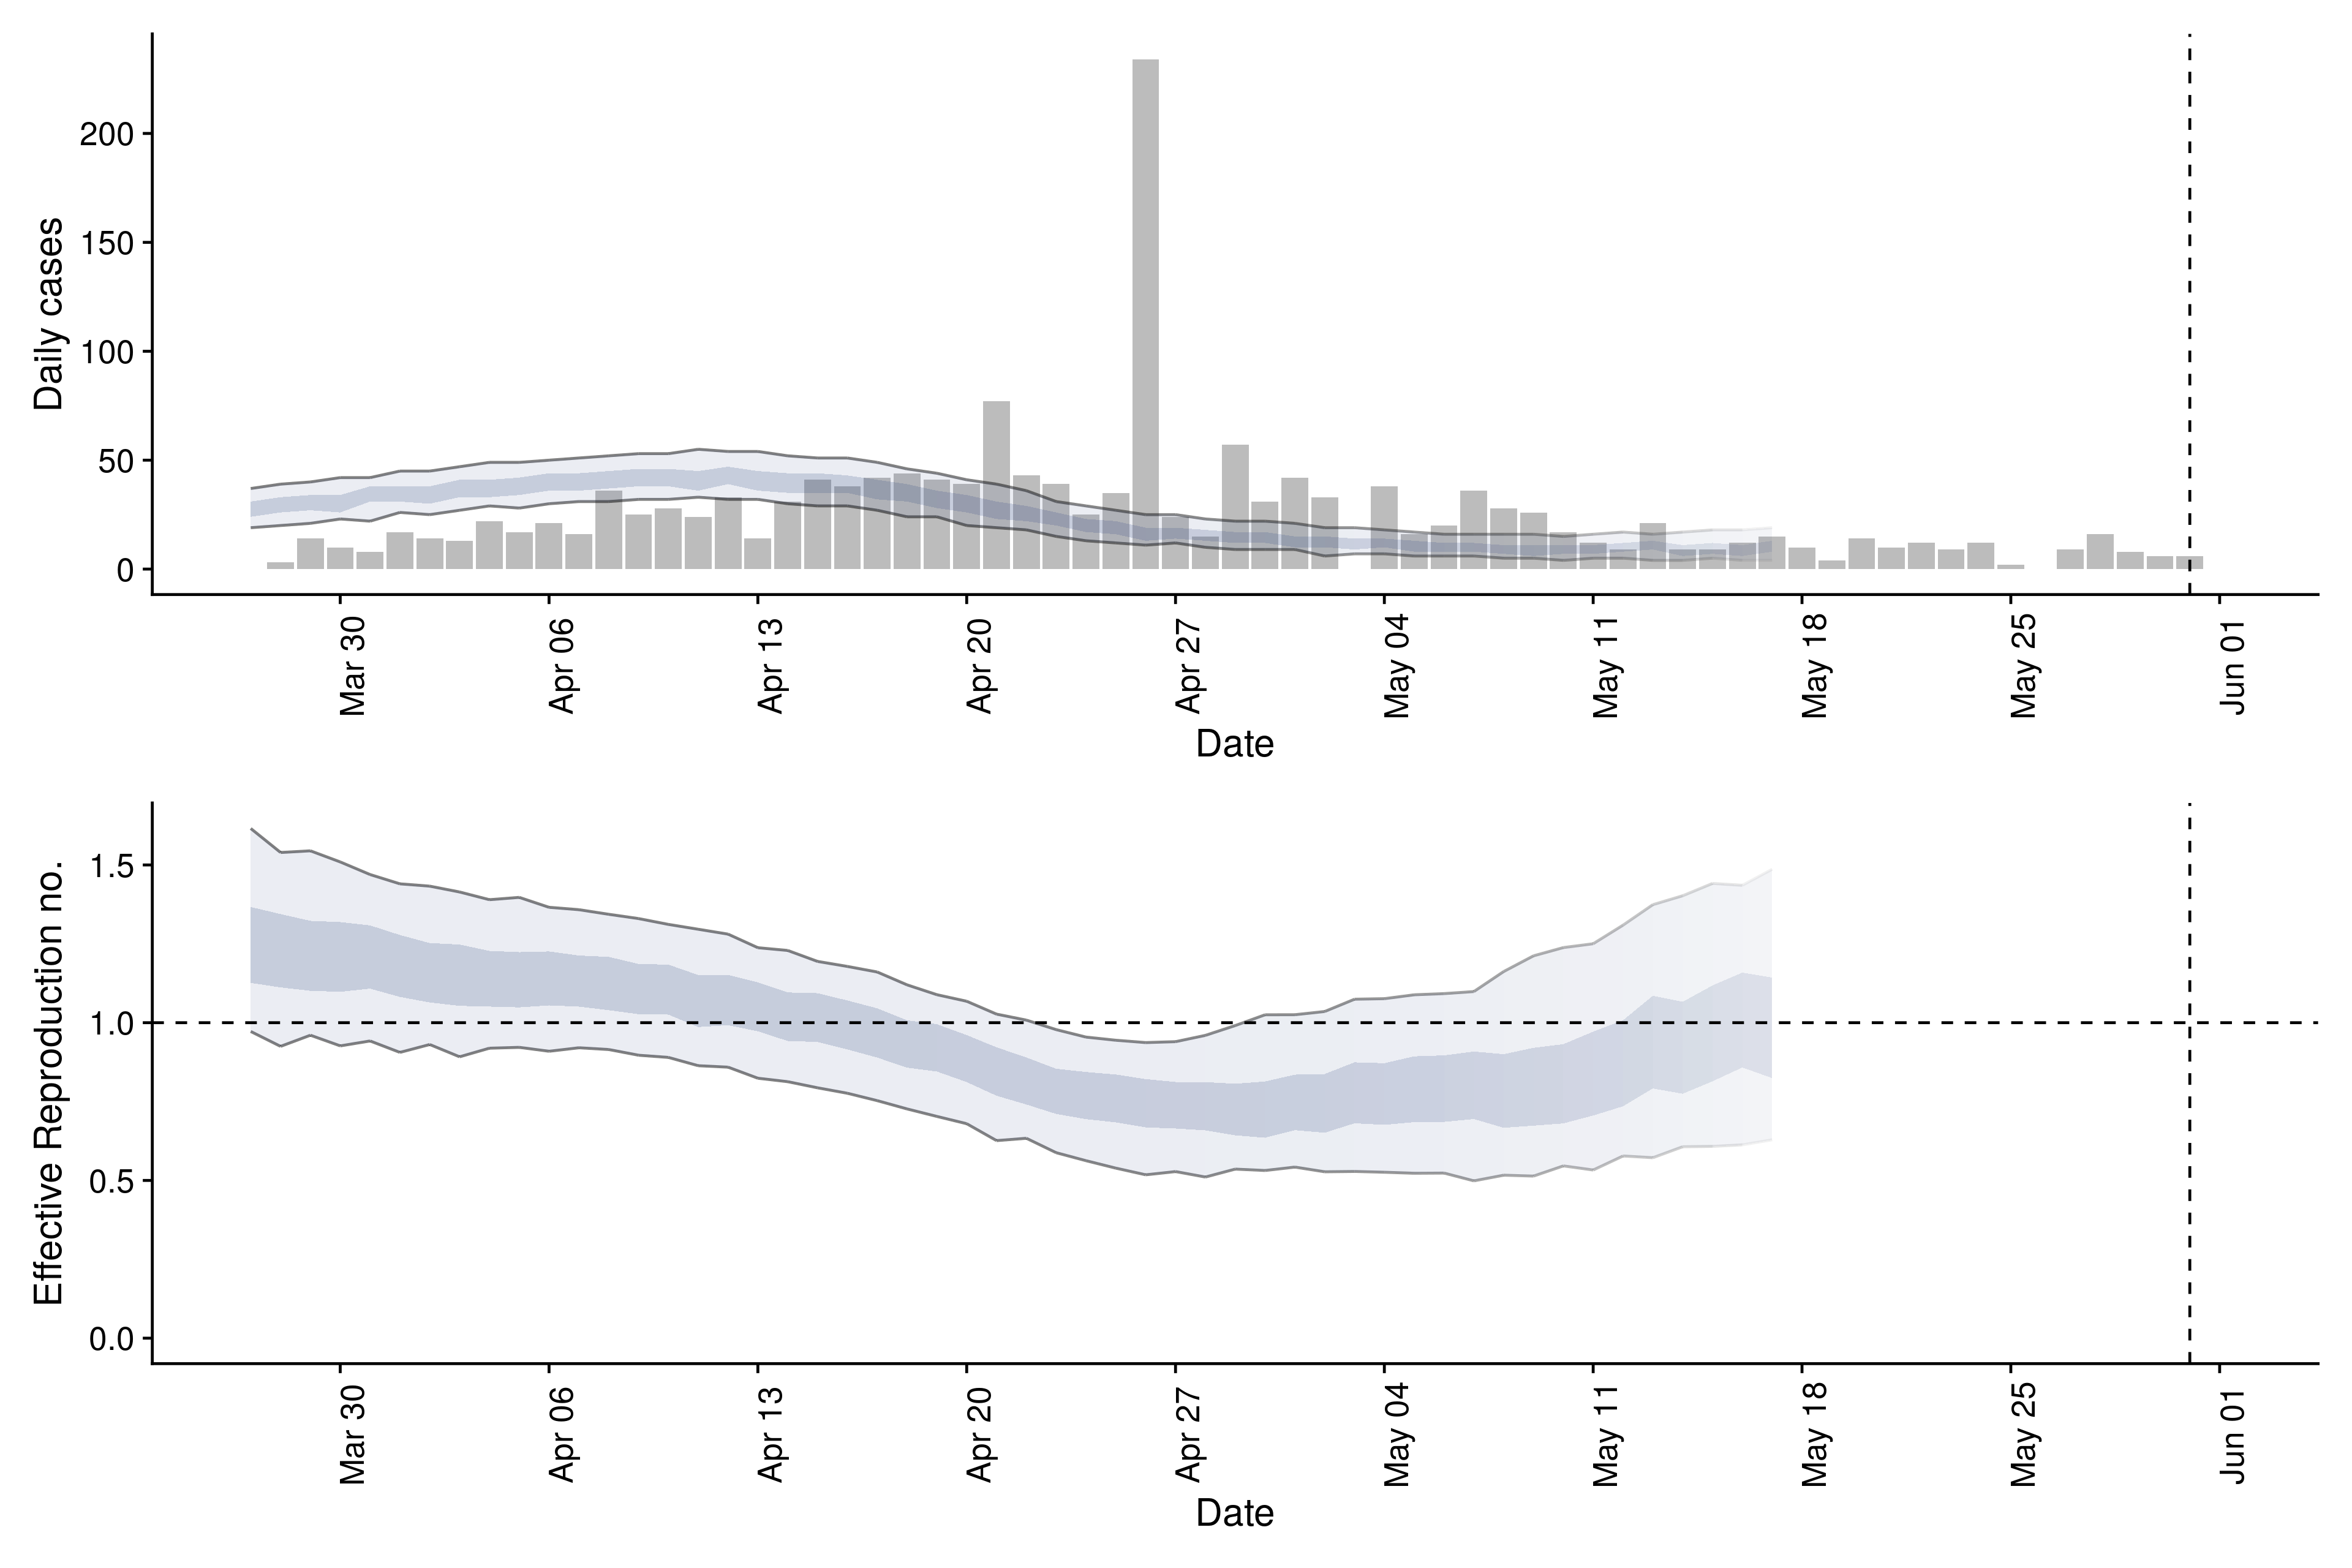 Daily cases
200
150
100
50
0
Mar 30
Apr 06
Apr 13
Apr 20
Apr 27
May 04
May 11
May 18
May 25
Jun 01
Date
Effective Reproduction no.
1.5
1.0
0.5
0.0
Mar 30
Apr 06
Apr 13
Apr 20
Apr 27
May 04
May 11
May 18
May 25
Jun 01
Date